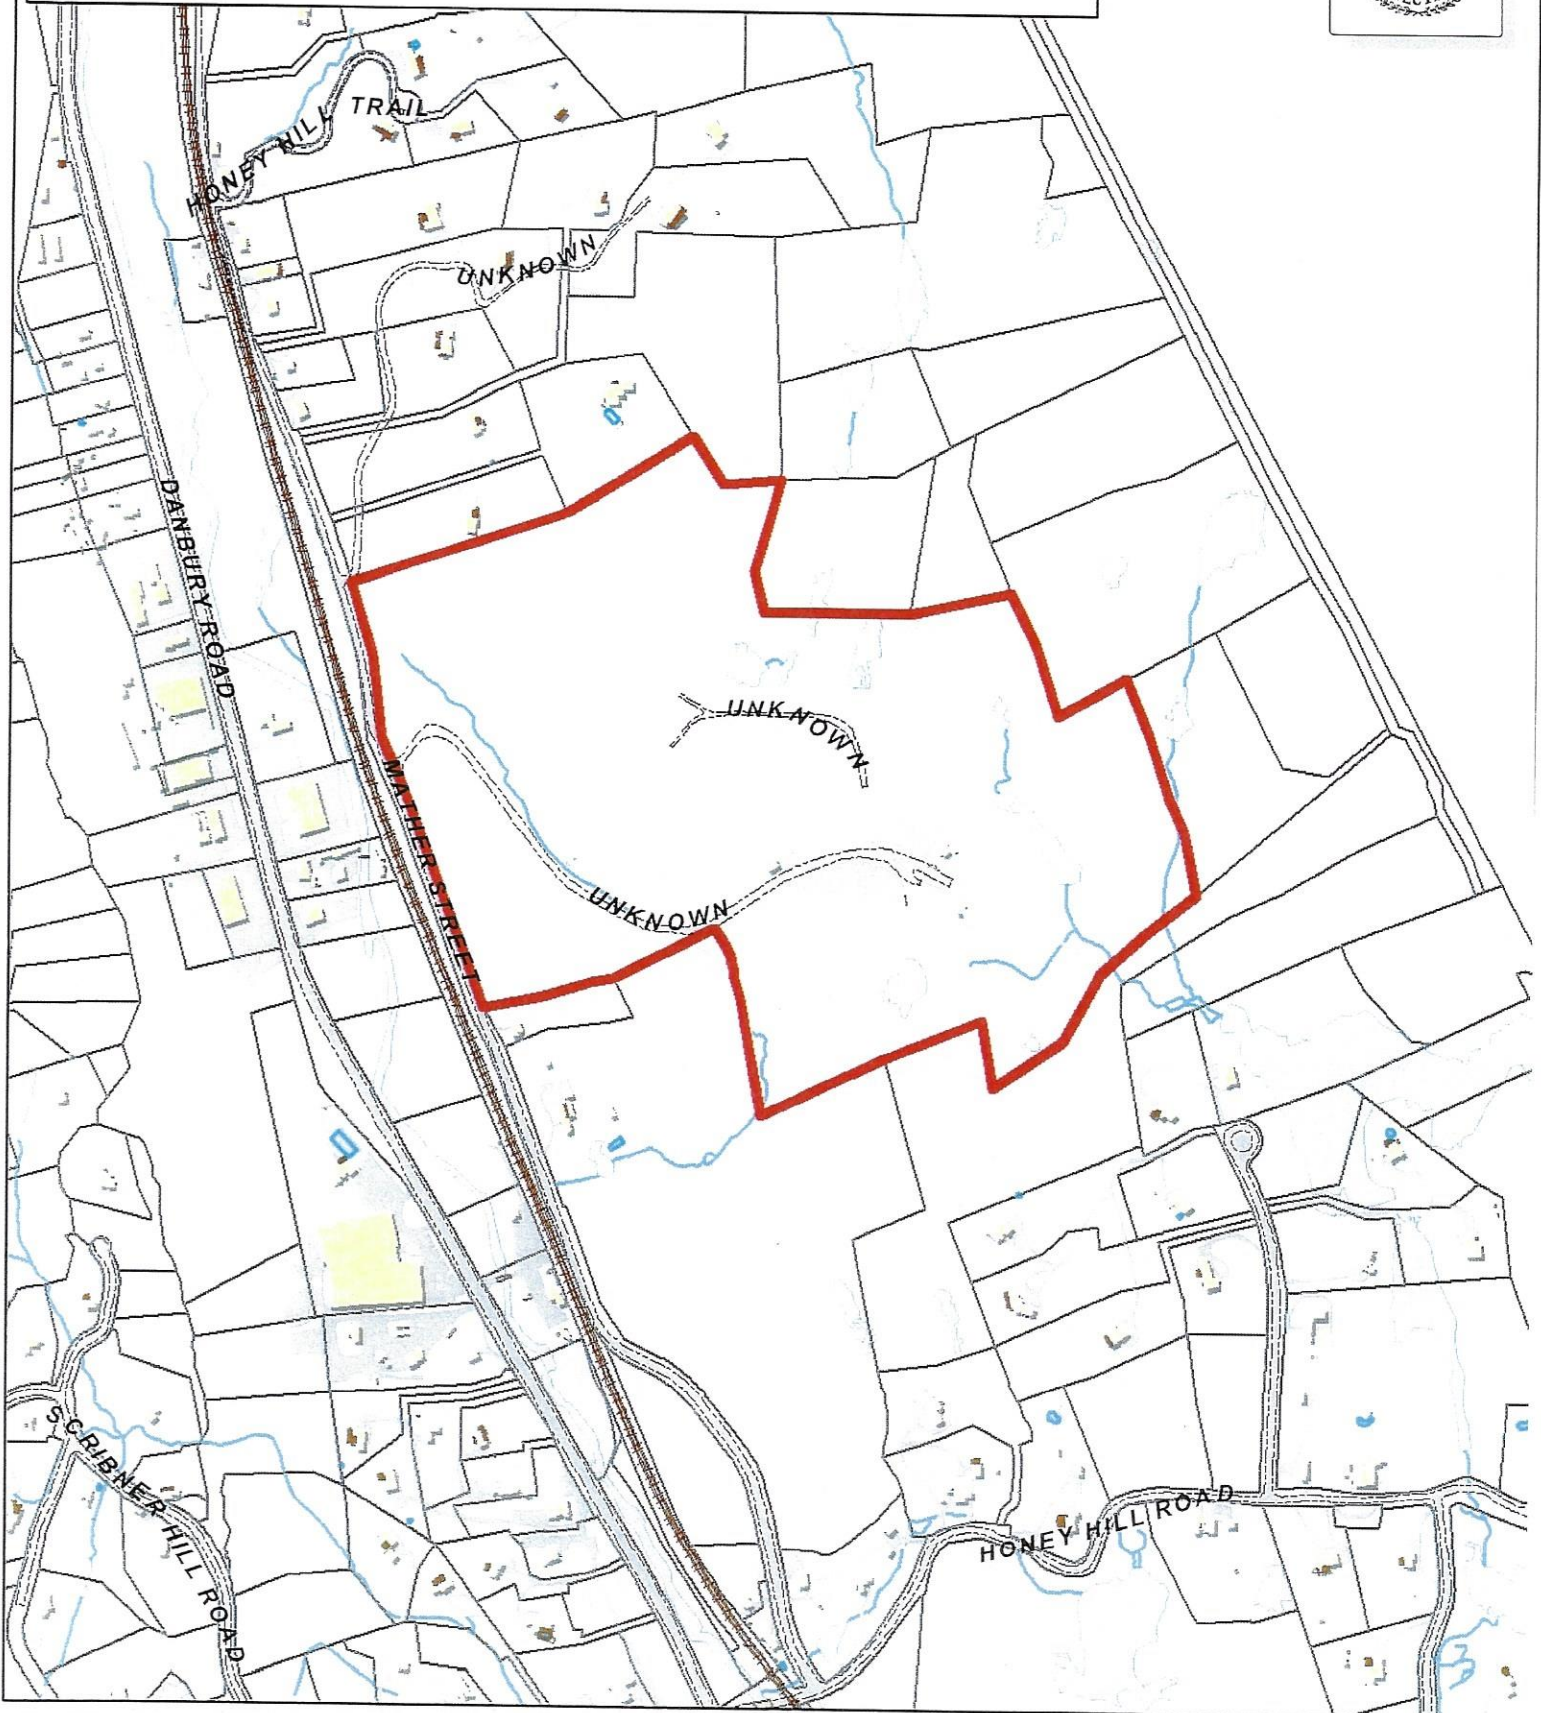 HONEY HILL TRAIL
UNKNOWN
DANBURY ROAD
UNKNOWN
MATHER STREET
UNKNOWN
SCRIBNER HILL ROAD
HONEY HILL ROAD